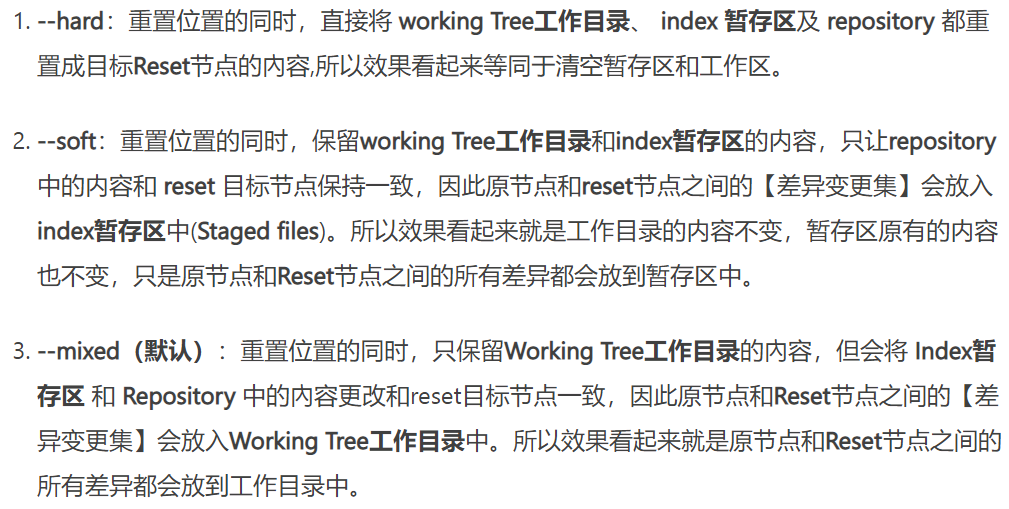 1. --hard：重置位置的同时，直接将 working Tree工作目录、 index 暂存区及 repository 都重
置成目标Reset节点的內容,所以效果看起来等同于清空暂存区和工作区。
2. --soft：重置位置的同时，保留working Tree工作目录和index暂存区的内容，只让repository
中的内容和 reset 目标节点保持一致，因此原节点和reset节点之间的【差异变更集】会放入
index暂存区中(Staged files)。所以效果看起来就是工作目录的内容不变，暂存区原有的内容
也不变，只是原节点和Reset节点之间的所有差异都会放到暂存区中。
3. --mixed（默认）：重置位置的同时，只保留Working Tree工作目录的內容，但会将 Index暂
存区 和 Repository 中的內容更改和reset目标节点一致，因此原节点和Reset节点之间的【差
异变更集】会放入Working Tree工作目录中。所以效果看起来就是原节点和Reset节点之间的
所有差异都会放到工作目录中。